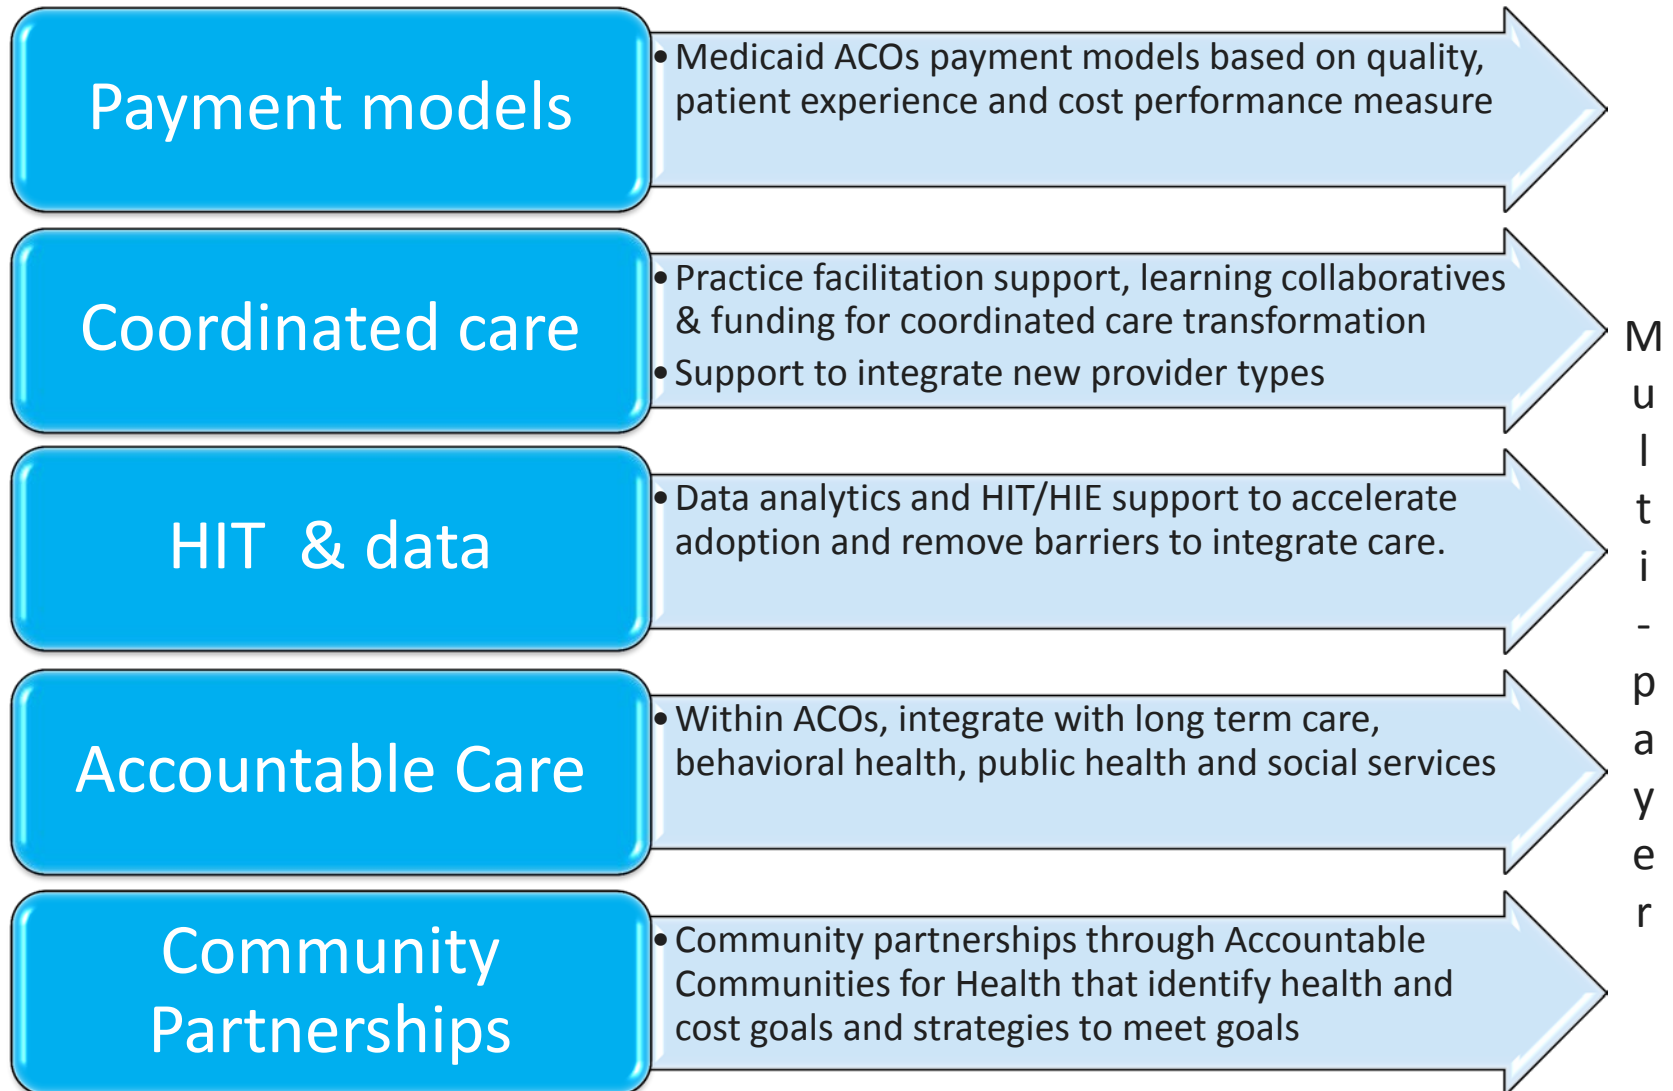 Payment models
• Medicaid ACOs payment models based on quality,
patient experience and cost performance measure
Coordinated care
• Practice facilitation support, learning collaboratives
& funding for coordinated care transformation
• Support to integrate new provider types
HIT & data
• Data analytics and HIT/HIE support to accelerate
adoption and remove barriers to integrate care.
Accountable Care
• Within ACOs, integrate with long term care,
behavioral health, public health and social services
Community
Partnerships
• Community partnerships through Accountable
Communities for Health that identify health and
cost goals and strategies to meet goals
Multi-payer